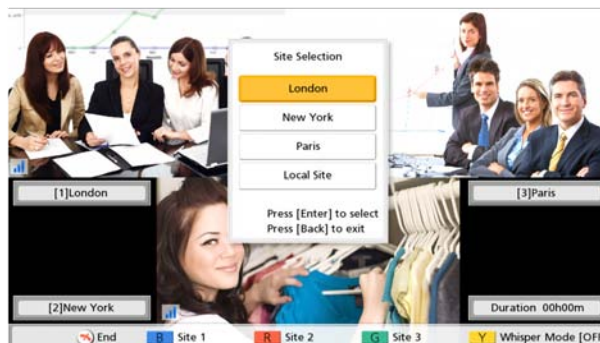 Site Selection
London
New York
Paris
Local Site
Press [Enter] to select
Press [Back] to exit
[1]London
[3]Paris
[2]New York
Duration 00h00m
End
B Site 1
R Site 2
G Site 3
Y Whisper Mode [OFF